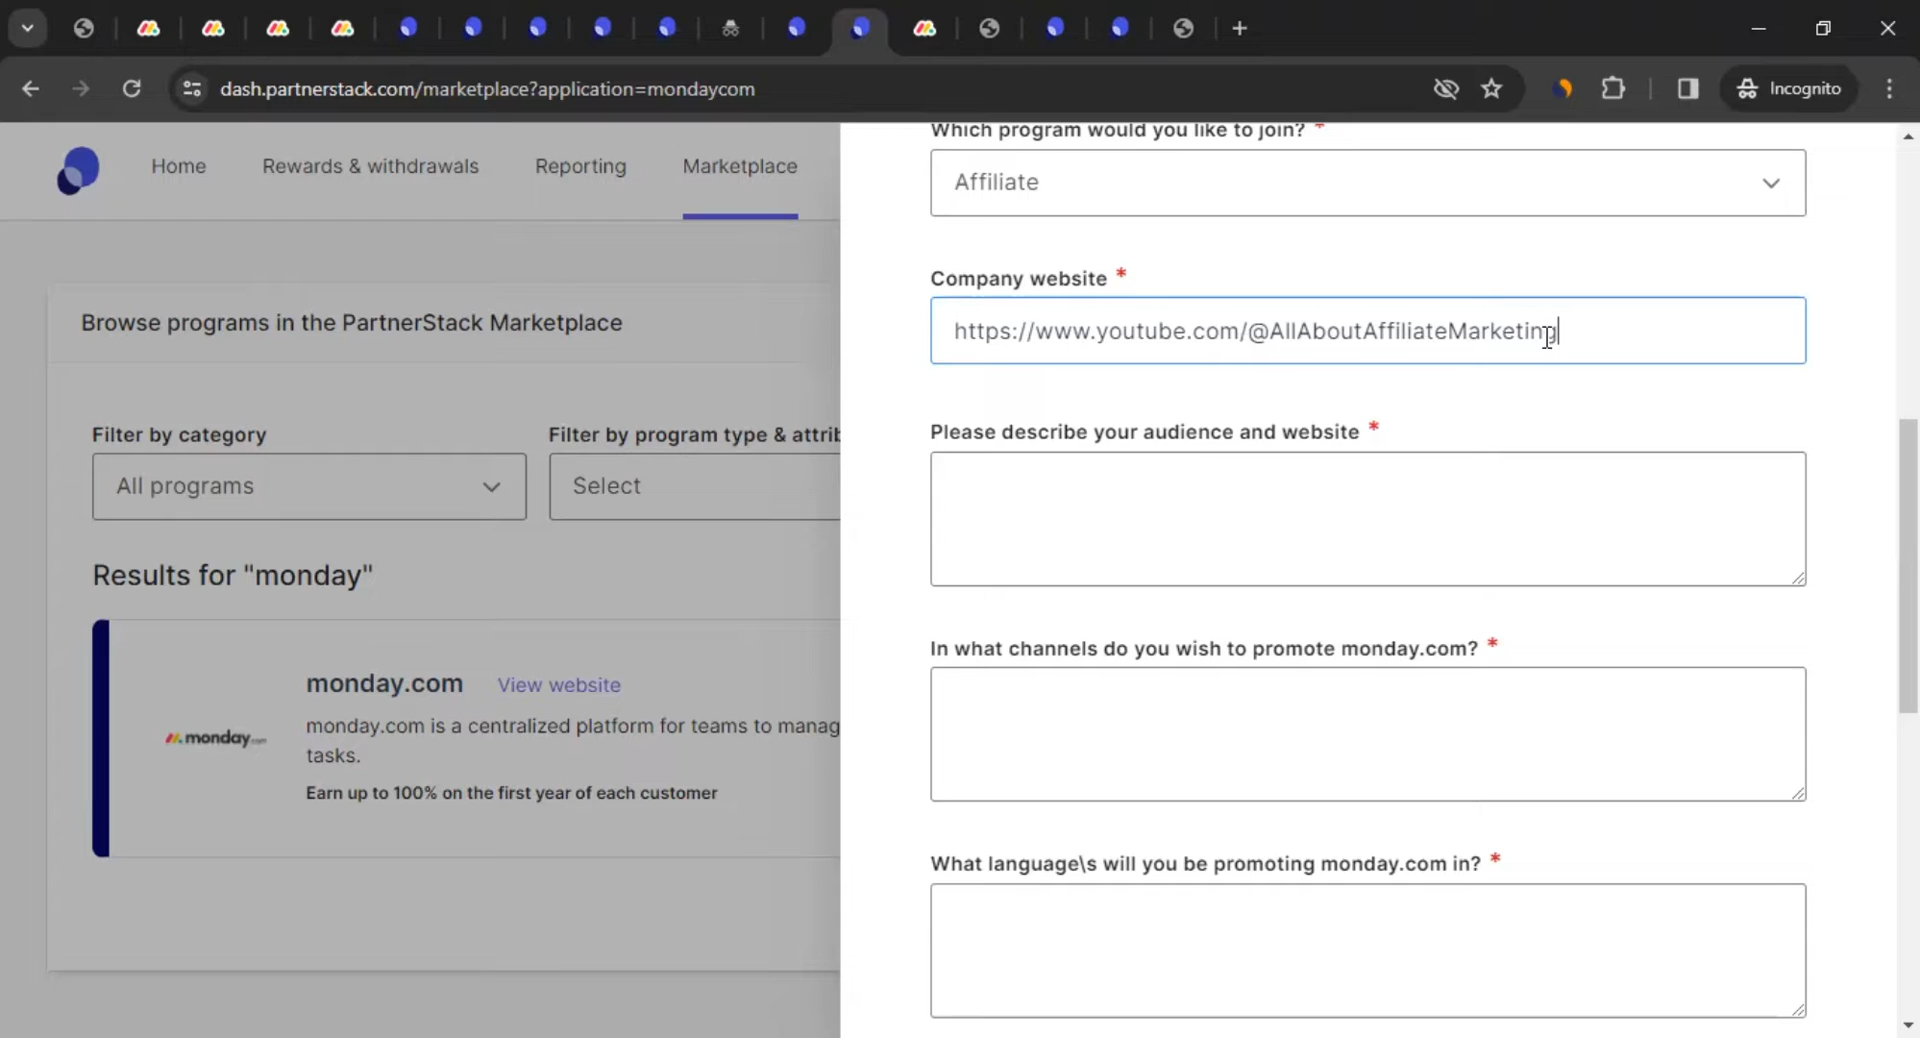 dash.partnerstack.com/marketplace?application=mondaycom
Incognito
Home
Rewards & withdrawals
Reporting
Marketplace
Browse programs in the PartnerStack Marketplace
Filter by category
Filter by program type & attrib
All programs
Select
Results for "monday"
monday.com
monday.com
View website
monday.com is a centralized platform for teams to manag
tasks.
Earn up to 100% on the first year of each customer
Which program would you like to join? *
Affiliate
Company website *
https://www.youtube.com/@AllAboutAffiliateMarketing
Please describe your audience and website *
In what channels do you wish to promote monday.com? *
What language\s will you be promoting monday.com in? *